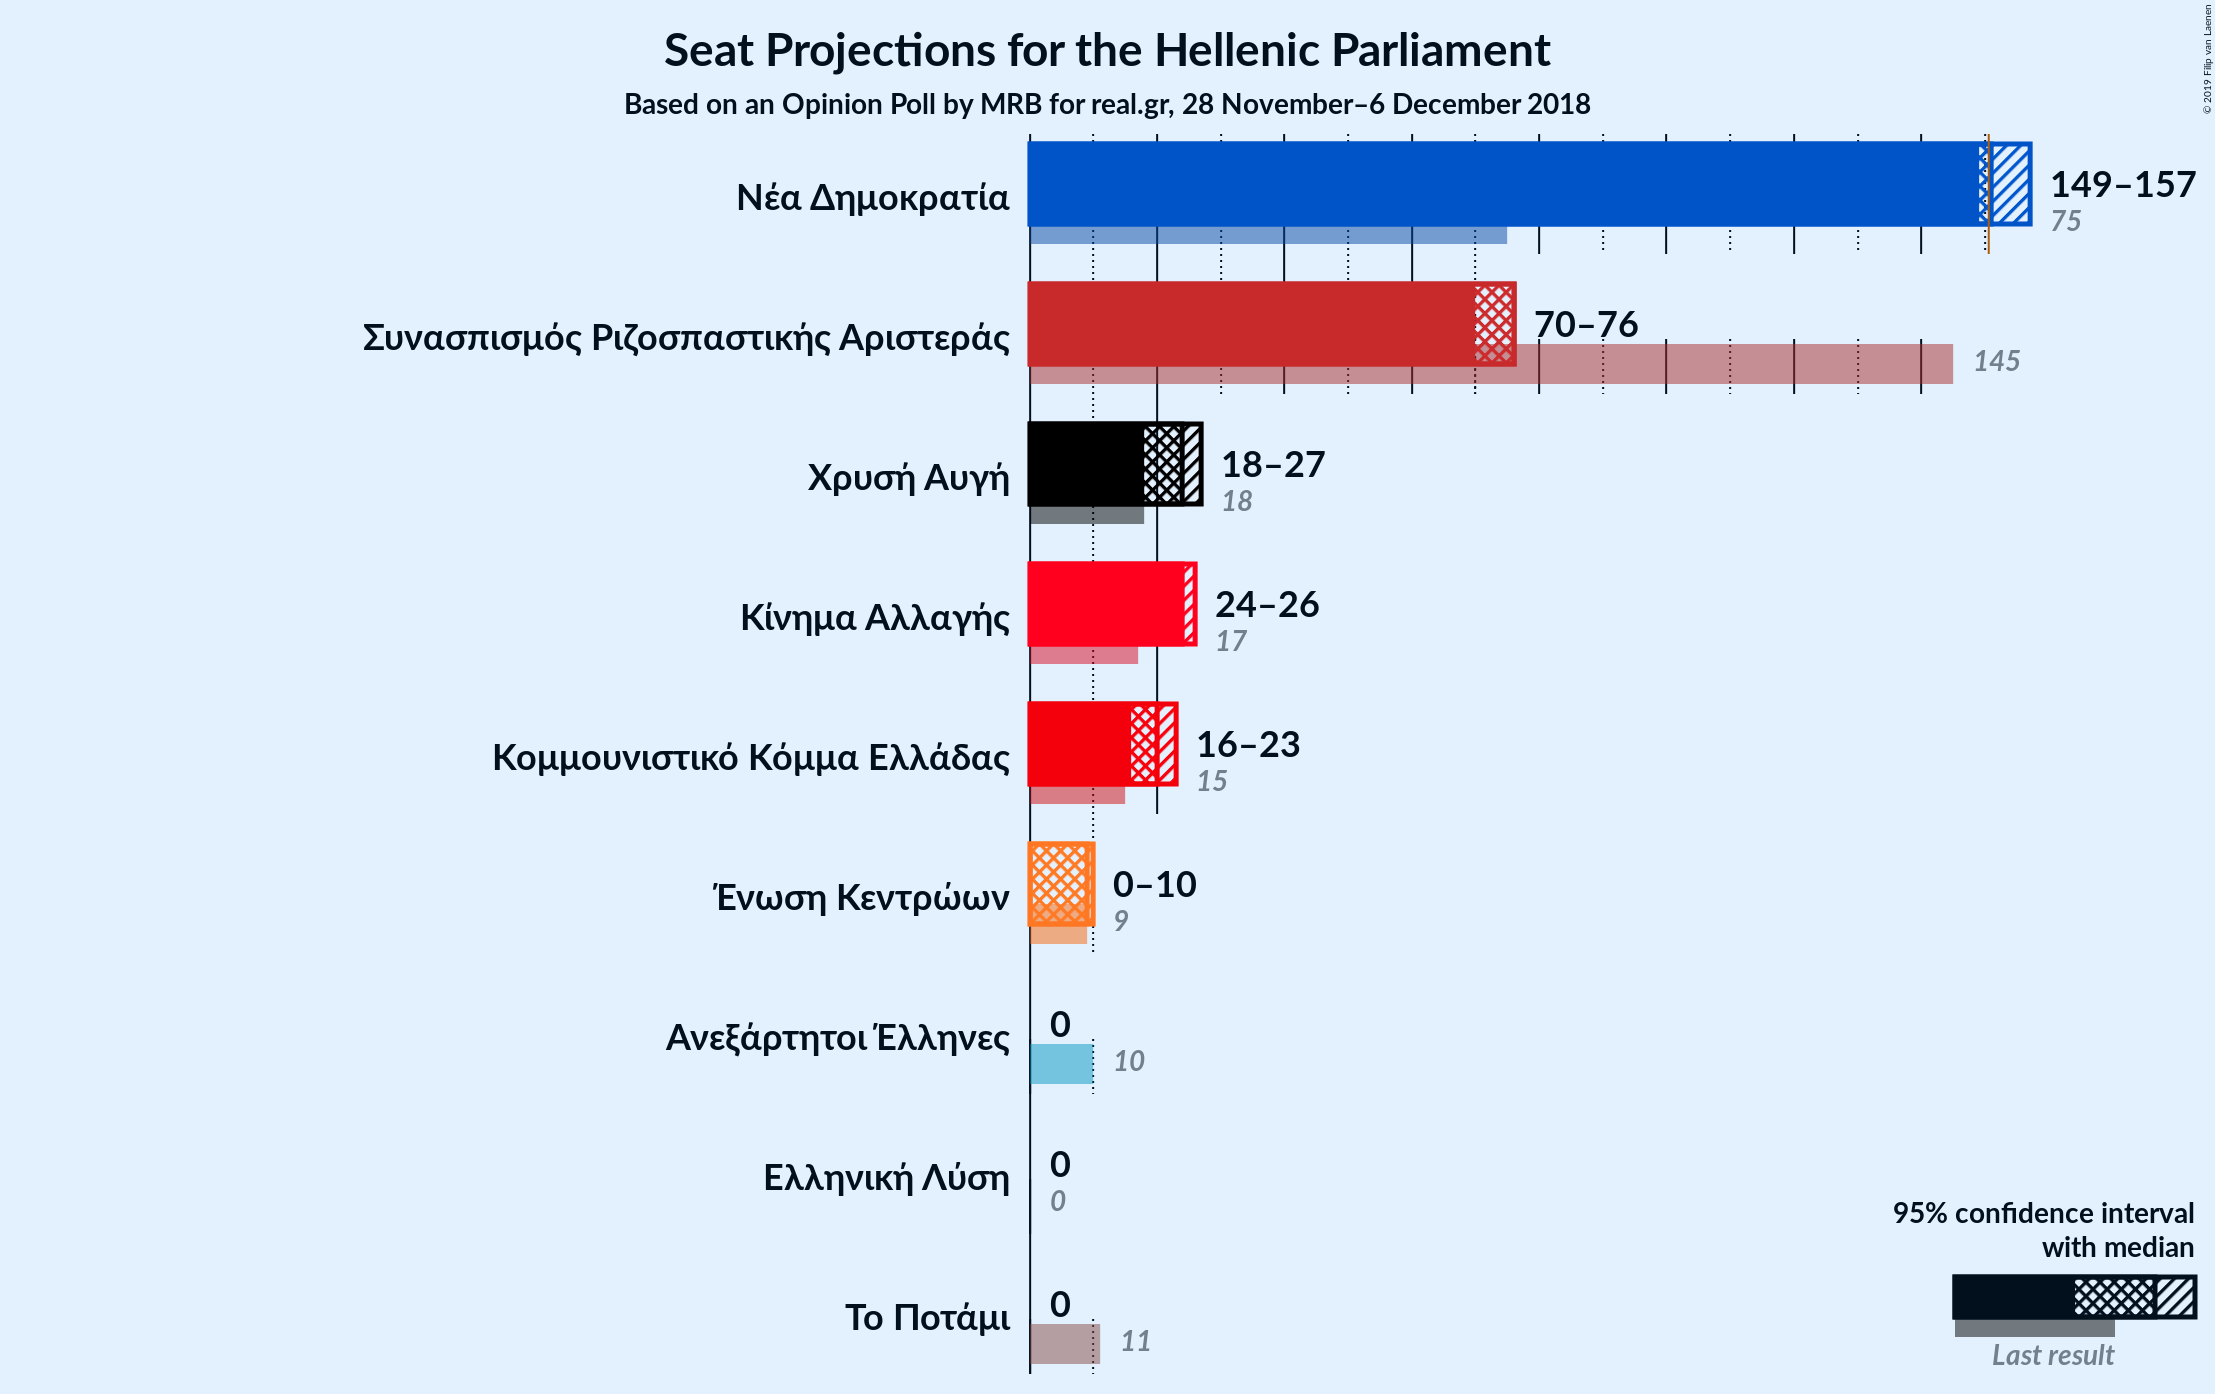 Seat Projections for the Hellenic Parliament
Based on an Opinion Poll by MRB for real.gr, 28 November–6 December 2018
© 2019 Filip van Laenen
Νέα Δημοκρατία
149–157
75
Συνασπισμός Ριζοσπαστικής Αριστεράς
70–76
145
Χρυσή Αυγή
18–27
18
Κίνημα Αλλαγής
24–26
17
Κομμουνιστικό Κόμμα Ελλάδας
16–23
15
Ένωση Κεντρώων
0–10
9
Ανεξάρτητοι Έλληνες
0
10
Ελληνική Λύση
0
0
Το Ποτάμι
0
11
95% confidence interval
with median
Last result